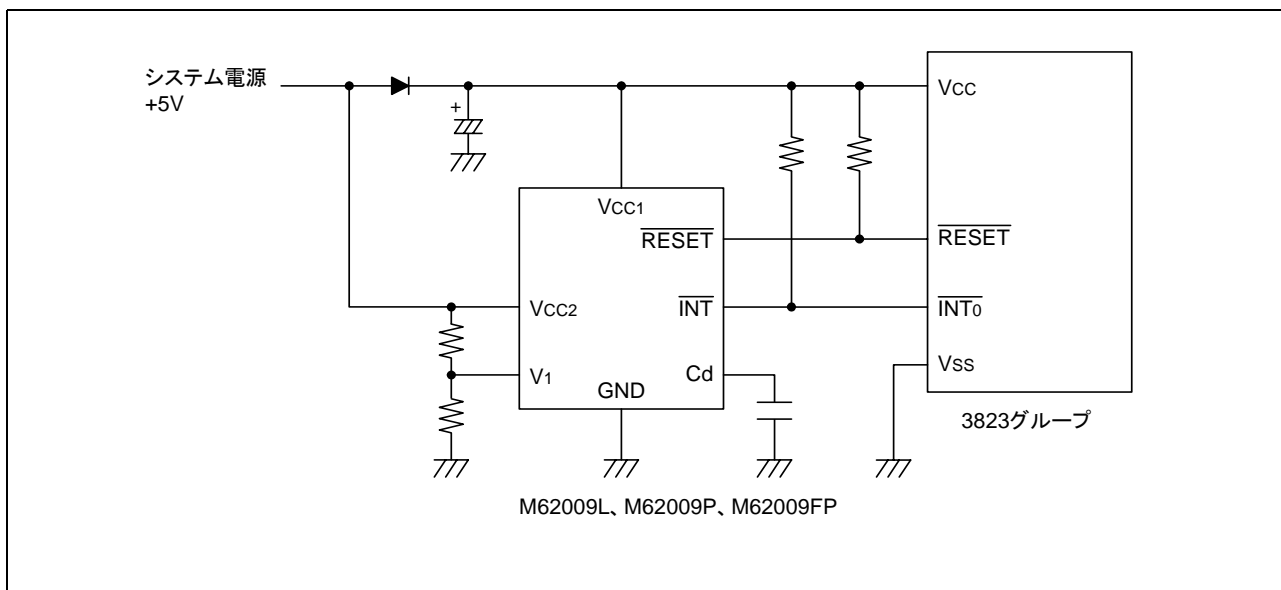 システム電源
+5V
+
VCC
VCC1
RESET
RESET
VCC2
INT
INT0
V1
Cd
VSS
GND
3823グループ
M62009L、M62009P、M62009FP